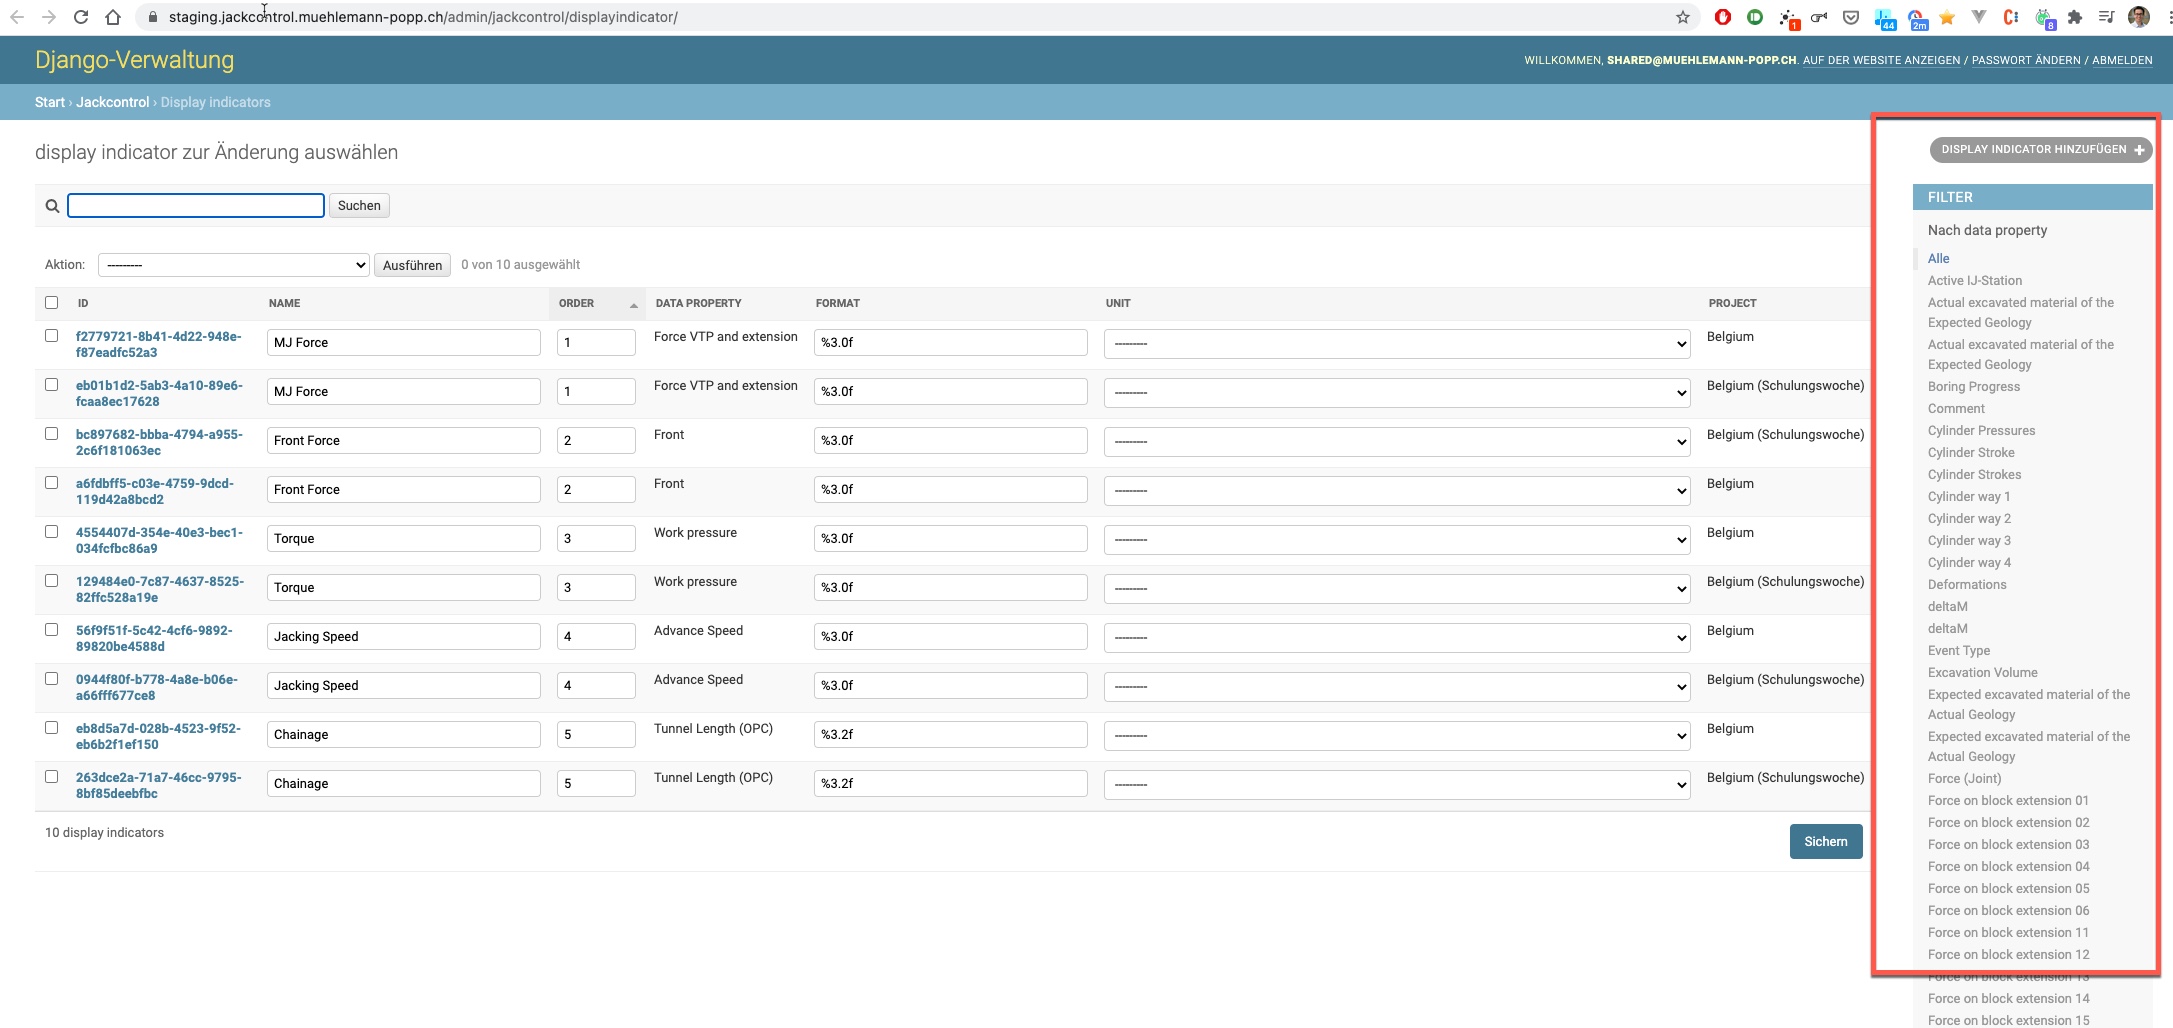 staging.jackcontrol.muehlemann-popp.ch/admin/jackcontrol/displayindicator/
1
44
2m
8
Django-Verwaltung
WILLKOMMEN, SHARED@MUEHLEMANN-POPP.CH. AUF DER WEBSITE ANZEIGEN / PASSWORT ÄNDERN / ABMELDEN
Start › Jackcontrol › Display indicators
display indicator zur Änderung auswählen
DISPLAY INDICATOR HINZUFÜGEN +
Suchen
Aktion: --------- Ausführen 0 von 10 ausgewählt
ID NAME ORDER DATA PROPERTY FORMAT UNIT PROJECT
f2779721-8b41-4d22-948e-
f87eadfc52a3 MJ Force 1 Force VTP and extension %3.0f --------- Belgium
eb01b1d2-5ab3-4a10-89e6-
fcaa8ec17628 MJ Force 1 Force VTP and extension %3.0f --------- Belgium (Schulungswoche)
bc897682-bbba-4794-a955-
2c6f181063ec Front Force 2 Front %3.0f --------- Belgium (Schulungswoche)
a6fdbff5-c03e-4759-9dcd-
119d42a8bcd2 Front Force 2 Front %3.0f --------- Belgium
4554407d-354e-40e3-bec1-
034fcfbc86a9 Torque 3 Work pressure %3.0f --------- Belgium
129484e0-7c87-4637-8525-
82ffc528a19e Torque 3 Work pressure %3.0f --------- Belgium (Schulungswoche)
56f9f51f-5c42-4cf6-9892-
89820be4588d Jacking Speed 4 Advance Speed %3.0f --------- Belgium
0944f80f-b778-4a8e-b06e-
a66fff677ce8 Jacking Speed 4 Advance Speed %3.0f --------- Belgium (Schulungswoche)
eb8d5a7d-028b-4523-9f52-
eb6b2f1ef150 Chainage 5 Tunnel Length (OPC) %3.2f --------- Belgium
263dce2a-71a7-46cc-9795-
8bf85deebfbc Chainage 5 Tunnel Length (OPC) %3.2f --------- Belgium (Schulungswoche)
10 display indicators
Sichern
FILTER
Nach data property
Alle
Active IJ-Station
Actual excavated material of the
Expected Geology
Actual excavated material of the
Expected Geology
Boring Progress
Comment
Cylinder Pressures
Cylinder Stroke
Cylinder Strokes
Cylinder way 1
Cylinder way 2
Cylinder way 3
Cylinder way 4
Deformations
deltaM
deltaM
Event Type
Excavation Volume
Expected excavated material of the
Actual Geology
Expected excavated material of the
Actual Geology
Force (Joint)
Force on block extension 01
Force on block extension 02
Force on block extension 03
Force on block extension 04
Force on block extension 05
Force on block extension 06
Force on block extension 11
Force on block extension 12
Force on block extension 13
Force on block extension 14
Force on block extension 15